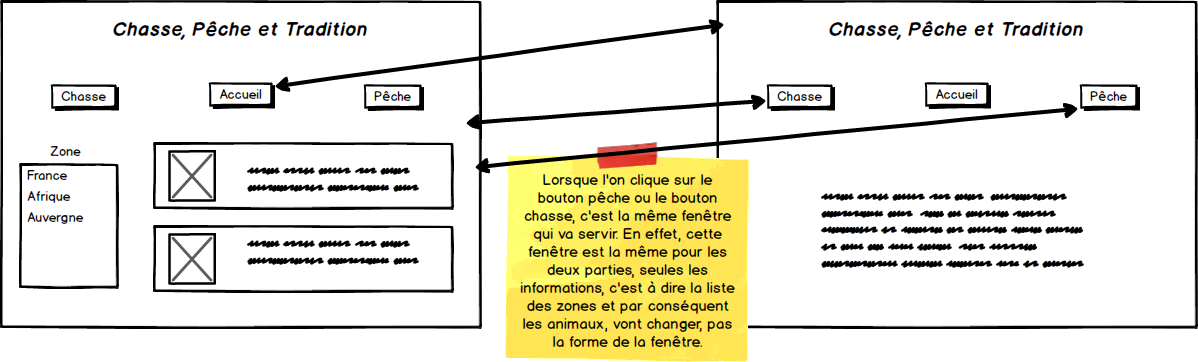 Chasse, Pêche et Tradition
Chasse
Accueil
Pêche
Zone
France
Afrique
Auvergne
Lorsque l'on clique sur le
bouton pêche ou le bouton
chasse, c'est la même fenêtre
qui va servir. En effet, cette
fenêtre est la même pour les
deux parties, seules les
informations, c'est à dire la liste
des zones et par conséquent
les animaux, vont changer, pas
la forme de la fenêtre.
Chasse, Pêche et Tradition
Chasse
Accueil
Pêche